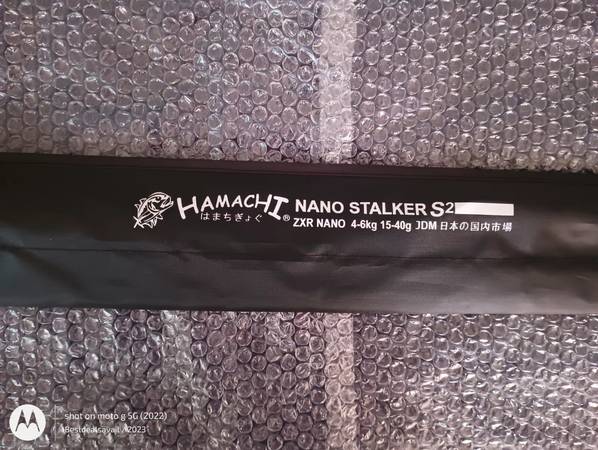 HAMACHI
はまちぎょぐ®
NANO STALKER S2
ZXR NANO 4-6kg 15-40g JDM 日本の国内市場
shot on moto g 5G (2022)